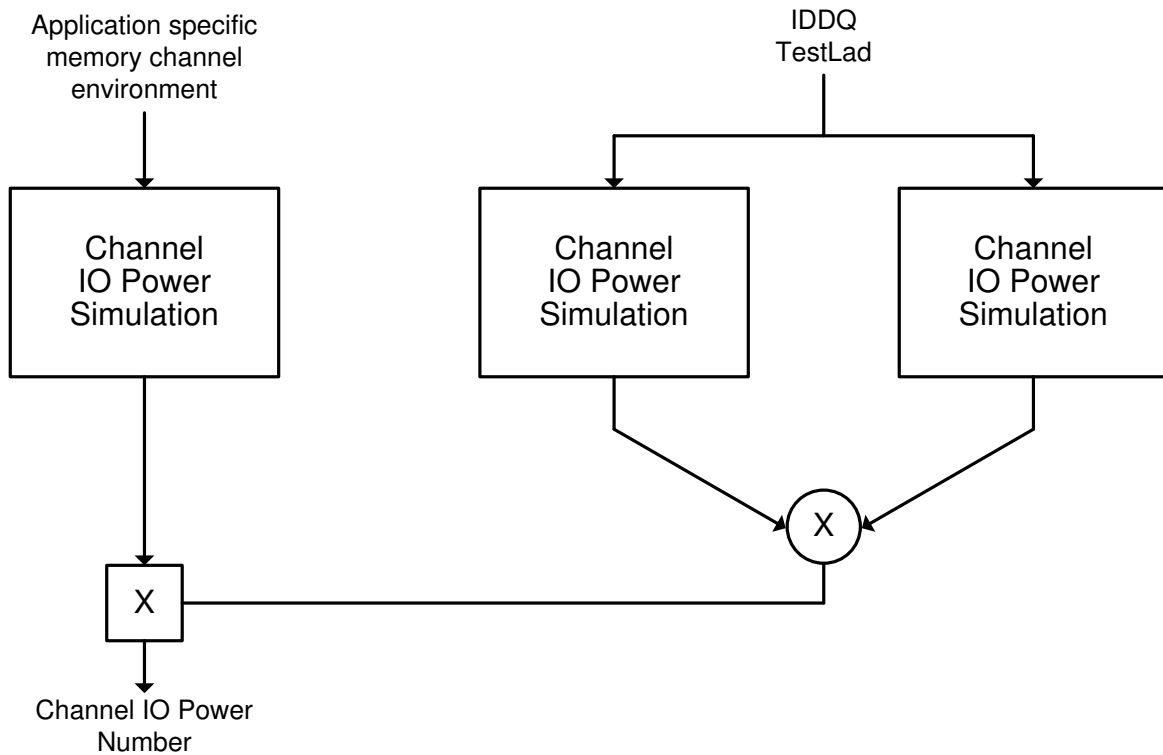 Application specific
memory channel
environment
IDDQ
TestLad
Channel
IO Power
Simulation
Channel
IO Power
Simulation
Channel
IO Power
Simulation
X
X
Channel IO Power
Number